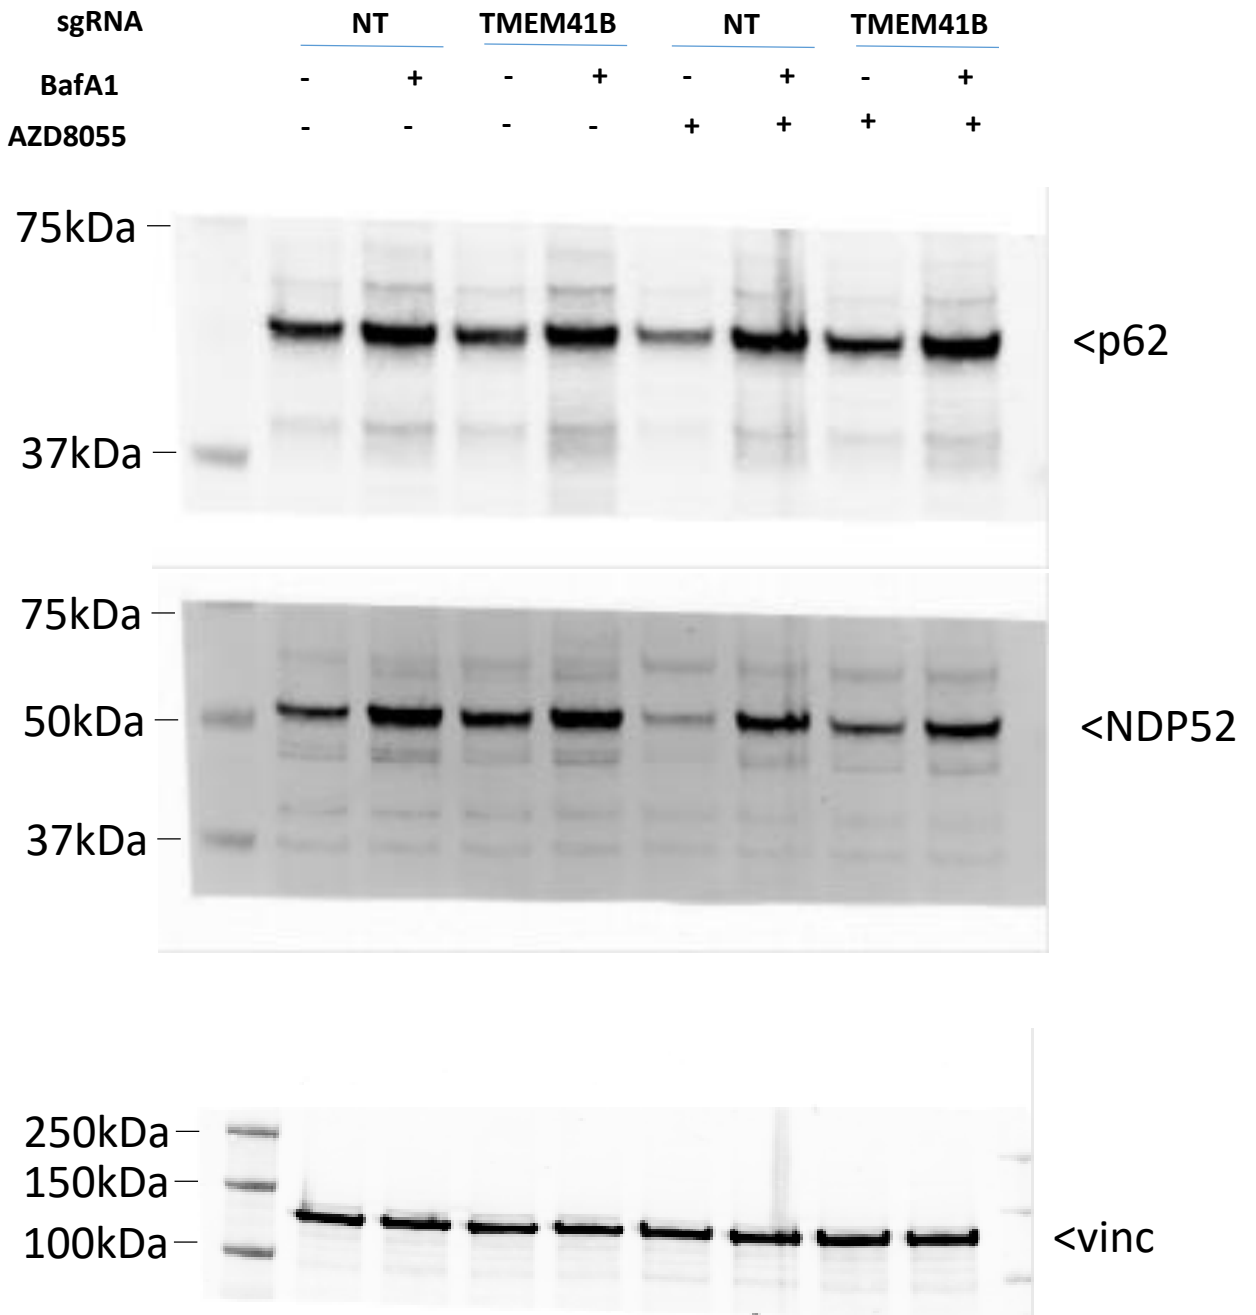 sgRNA NT TMEM41B NT TMEM41B
BafA1 - + - + - + - +
AZD8055 - - - - + + + +
75kDa
<p62
37kDa
75kDa
50kDa <NDP52
37kDa
250kDa
150kDa
100kDa <vinc